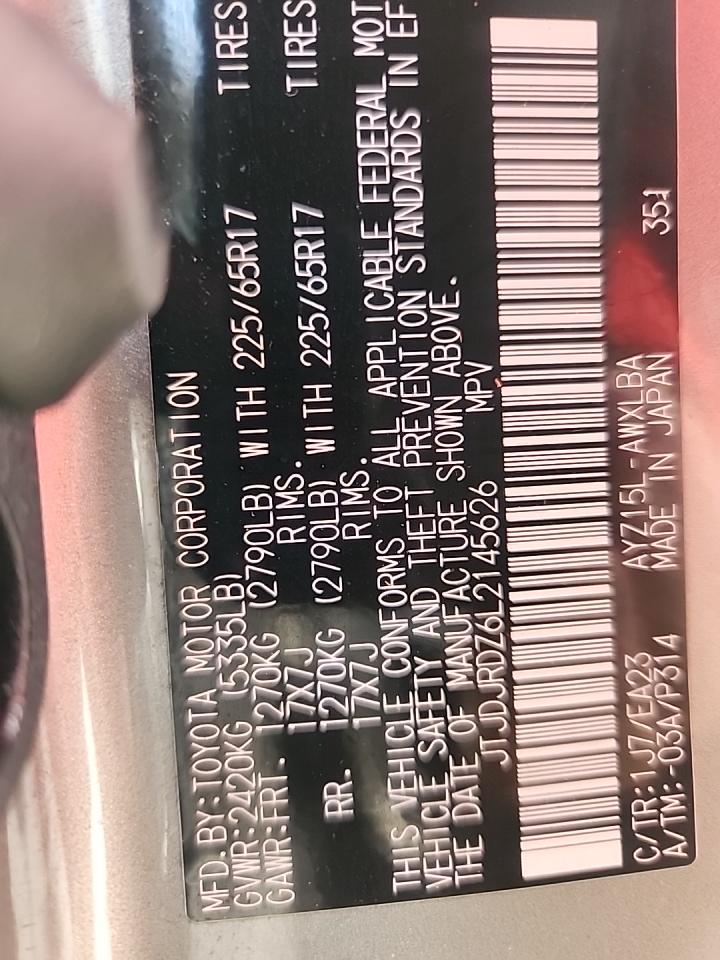 MFD.BY:TOYOTA MOTOR CORPORATION
GVWR:2420KG (5335LB)
GAWR:FRT. 1270KG (2790LB) WITH 225/65R17 TIRES
17X7J RIMS.
RR. 1270KG (2790LB) WITH 225/65R17 TIRES
17X7J RIMS.
THIS VEHICLE CONFORMS TO ALL APPLICABLE FEDERAL MOT
VEHICLE SAFETY AND THEFT PREVENTION STANDARDS IN EF
THE DATE OF MANUFACTURE SHOWN ABOVE.
JTJDJRDZ6L2145626 MPV
C/TR:1J7/EA23 AYZ15L-AWXLBA 351
A/TM:-03A/P314 MADE IN JAPAN